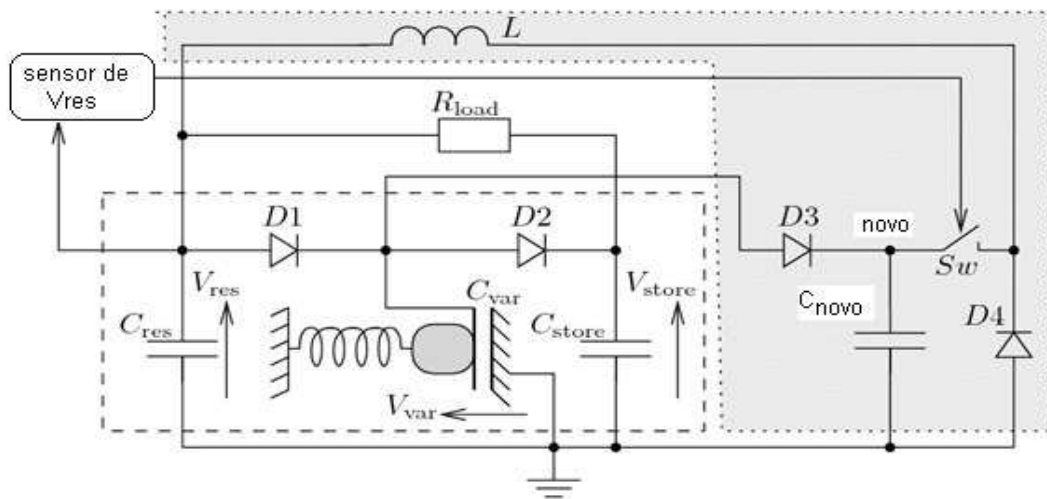 L
sensor de
Vres
R_load
D1
D2
D3
novo
Sw
V_res
C_var
V_store
C_novo
C_res
C_store
D4
V_var